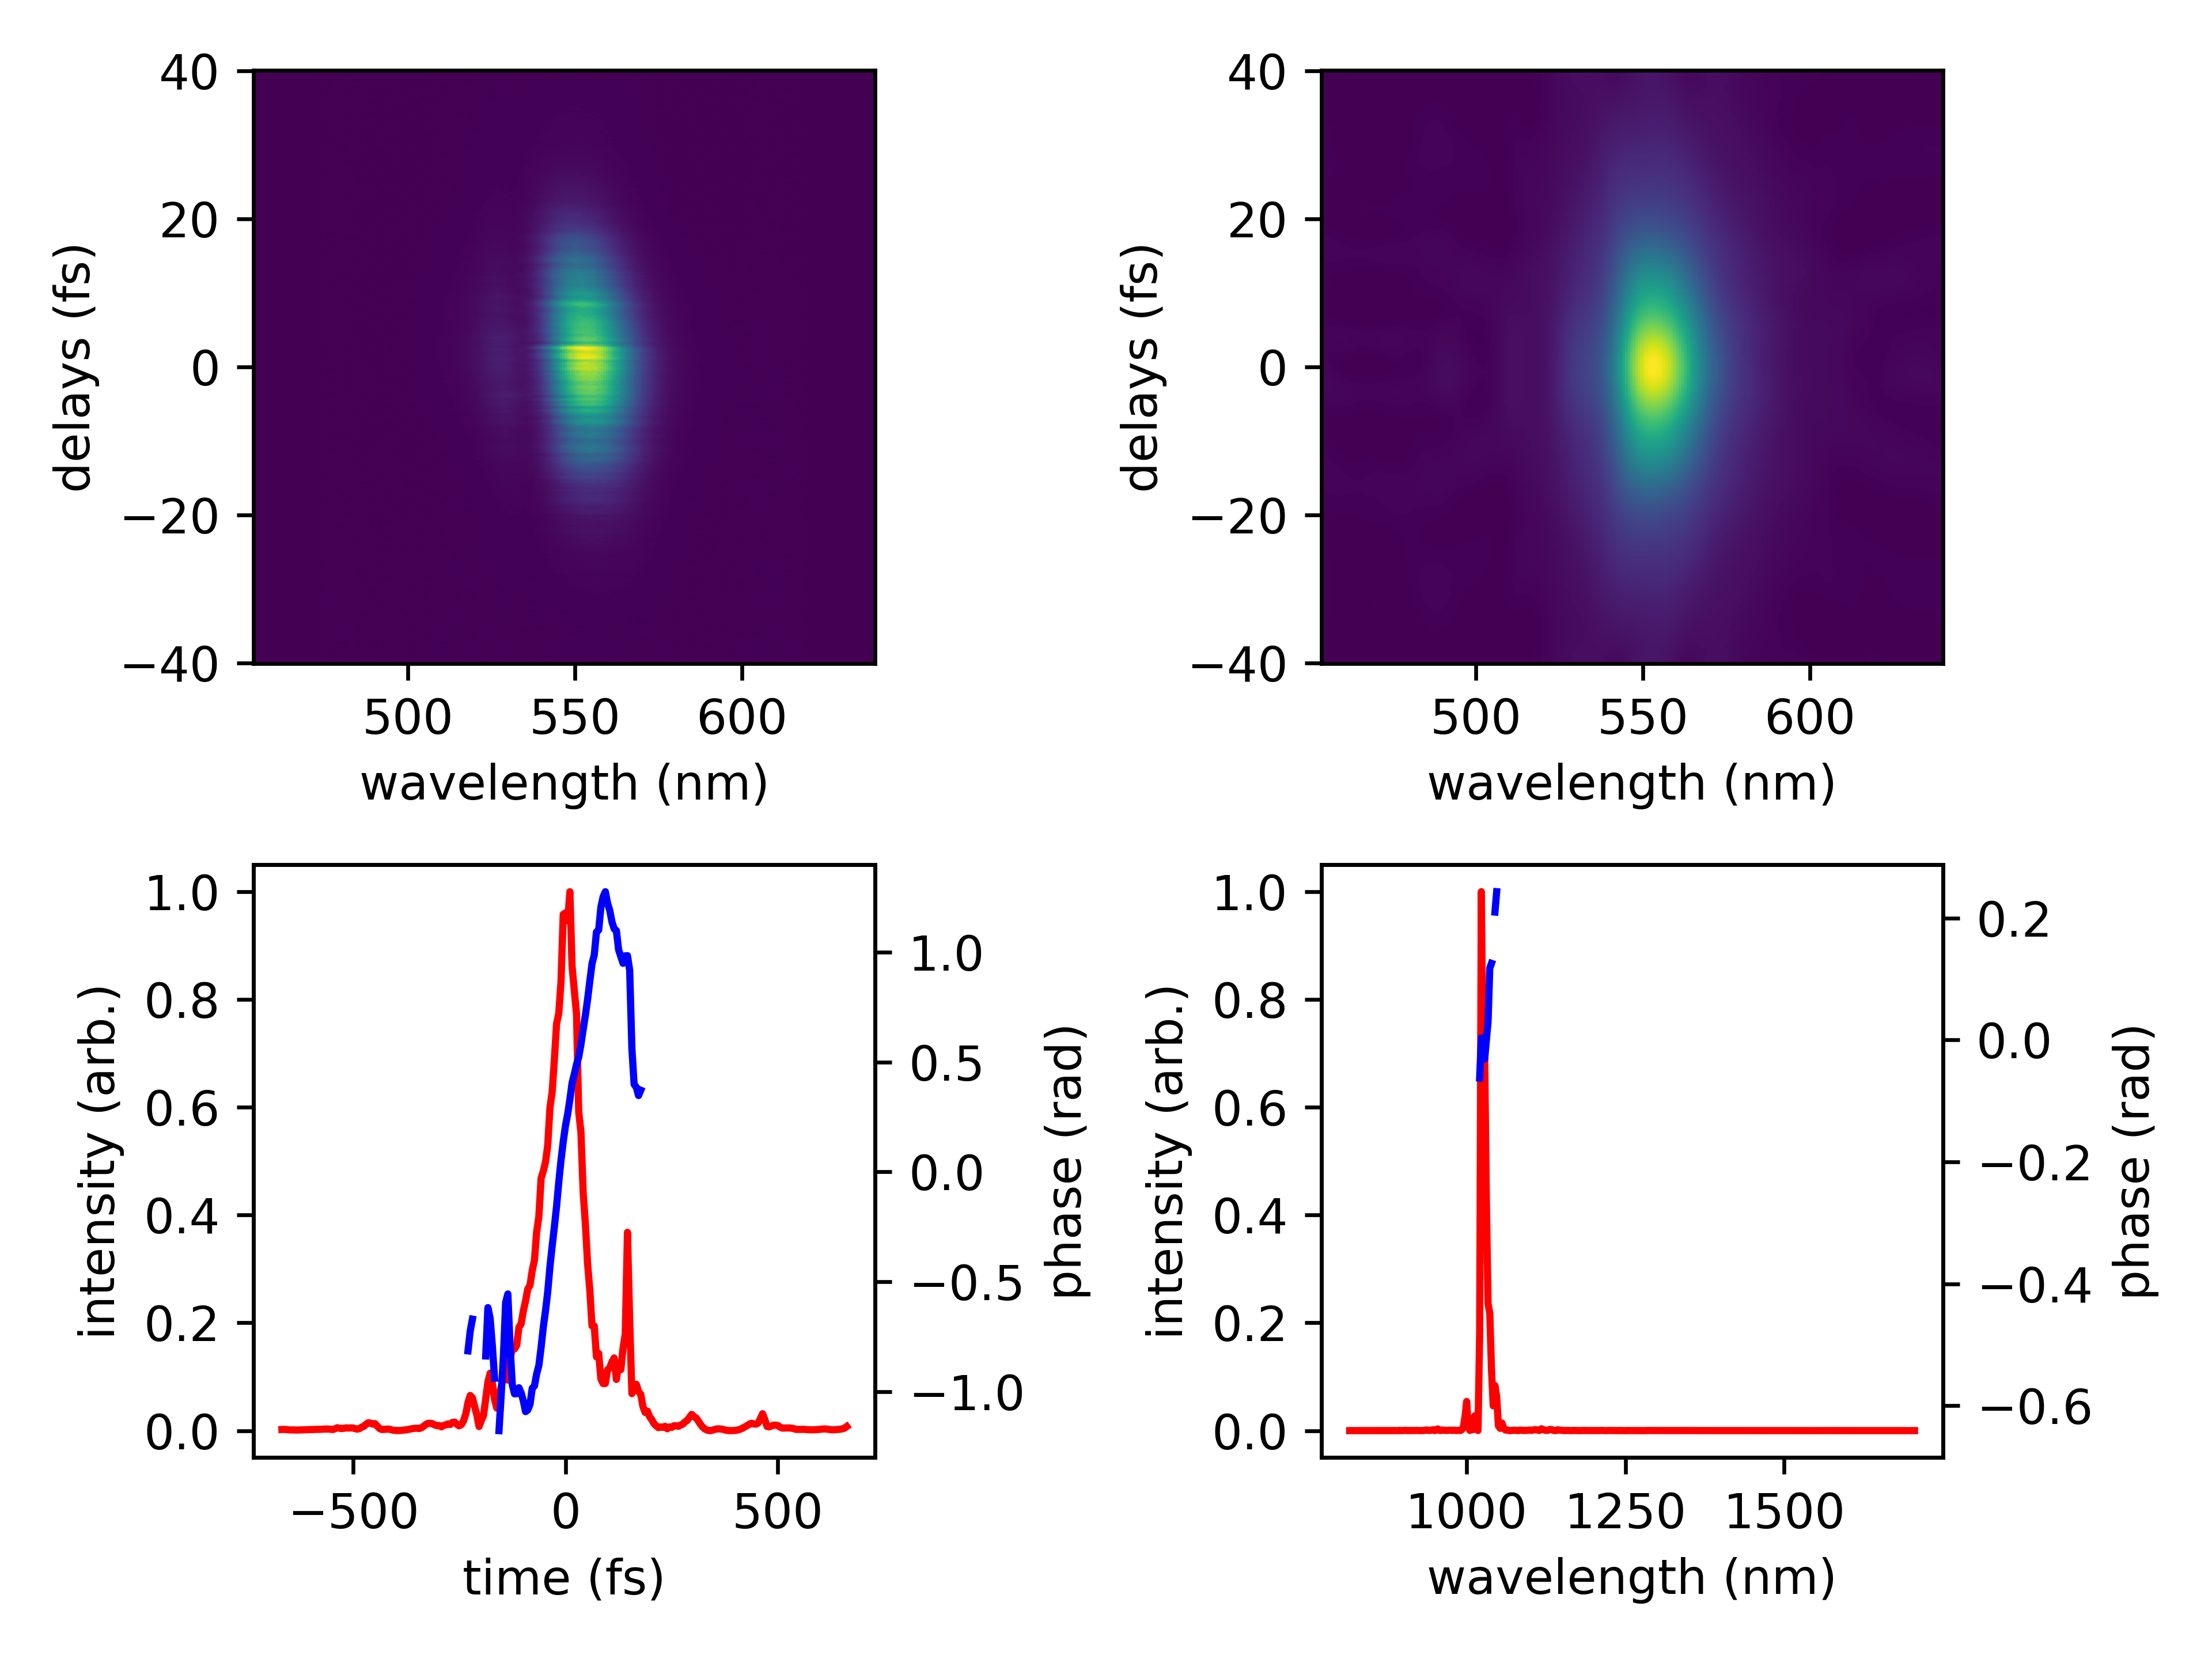 40
20
0
−20
−40
delays (fs)
500 550 600
wavelength (nm)
40
20
0
−20
−40
delays (fs)
500 550 600
wavelength (nm)
1.0
0.8
0.6
0.4
0.2
0.0
intensity (arb.)
1.0
0.5
0.0
−0.5
−1.0
phase (rad)
−500 0 500
time (fs)
1.0
0.8
0.6
0.4
0.2
0.0
intensity (arb.)
0.2
0.0
−0.2
−0.4
−0.6
phase (rad)
1000 1250 1500
wavelength (nm)